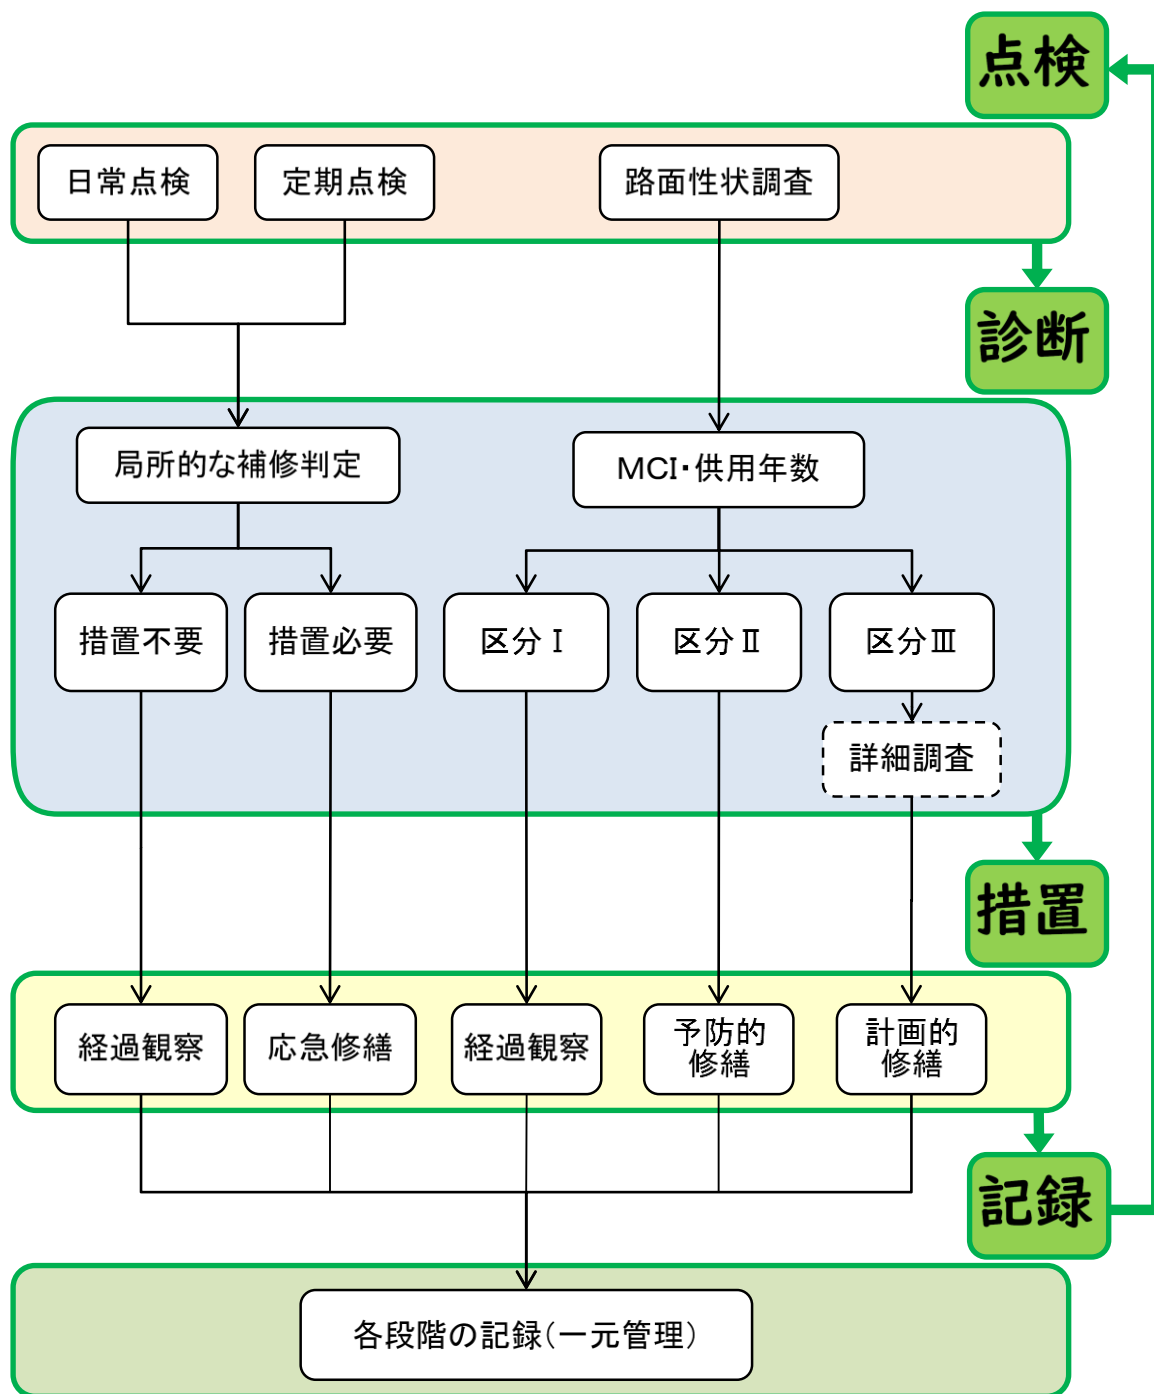 点検
日常点検
定期点検
路面性状調査
診断
局所的な補修判定
MCI・供用年数
措置不要
措置必要
区分Ⅰ
区分Ⅱ
区分Ⅲ
詳細調査
措置
経過観察
応急修繕
経過観察
予防的
修繕
計画的
修繕
記録
各段階の記録（一元管理）